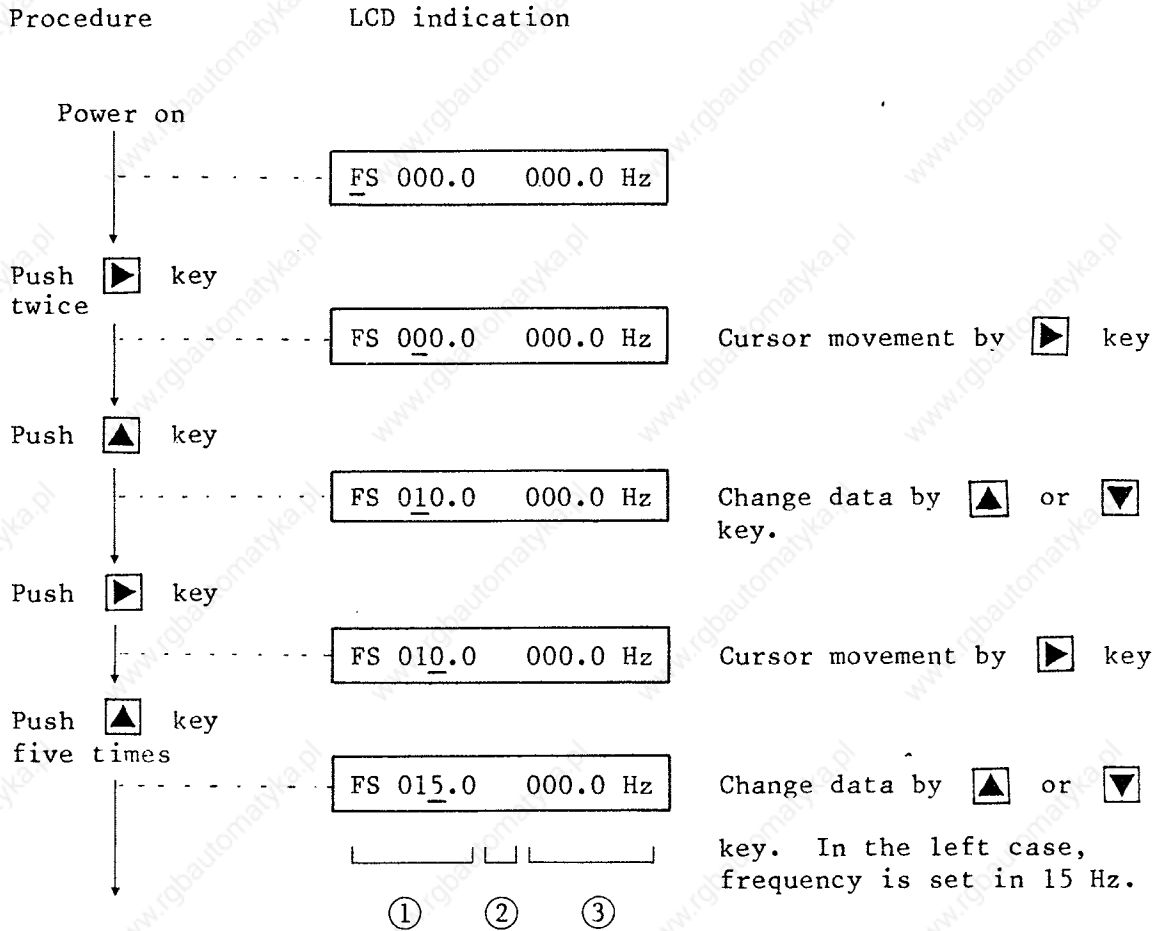 Procedure LCD indication
Power on
FS 000.0 000.0 Hz
Push ▶ key
twice
FS 000.0 000.0 Hz Cursor movement by ▶ key
Push ▲ key
FS 010.0 000.0 Hz Change data by ▲ or ▼
key.
Push ▶ key
FS 010.0 000.0 Hz Cursor movement by ▶ key
Push ▲ key
five times
FS 015.0 000.0 Hz Change data by ▲ or ▼
key. In the left case,
frequency is set in 15 Hz.
① ② ③
www.rgbautomatyka.pl